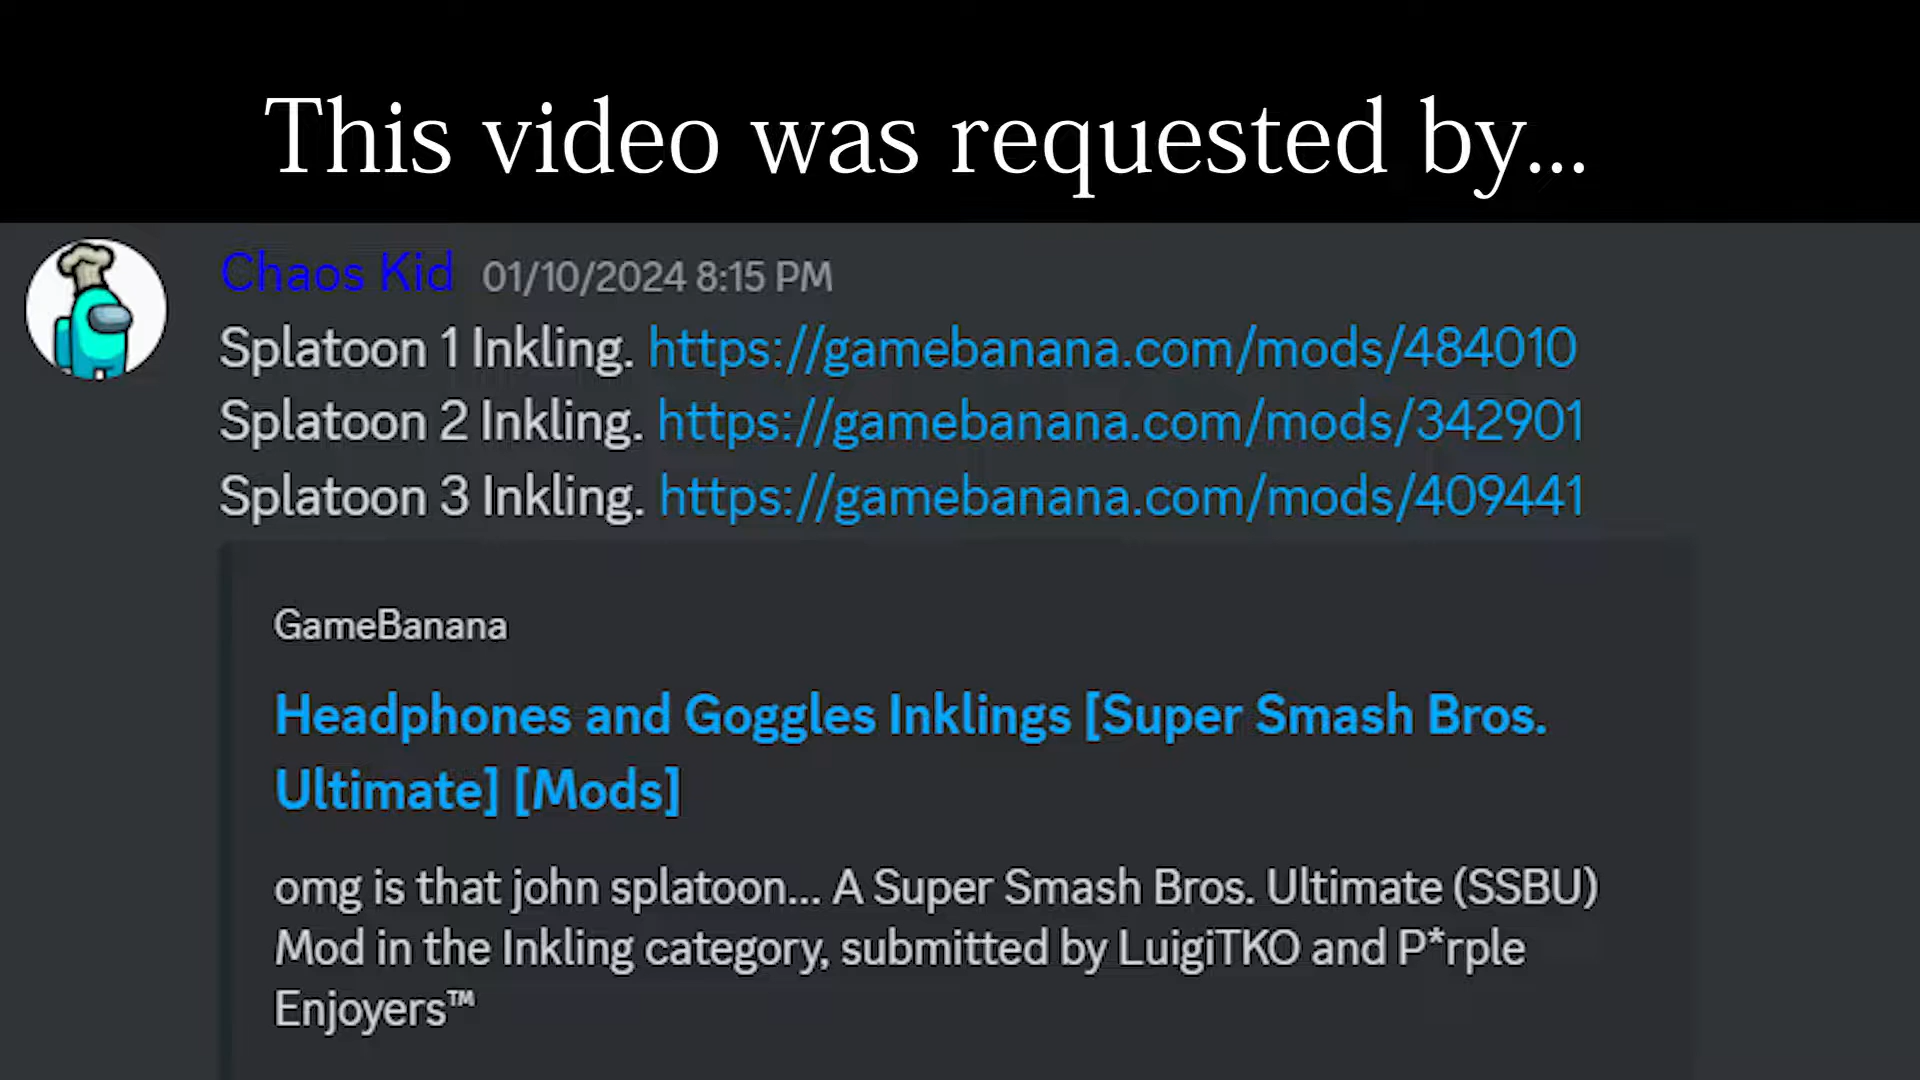 This video was requested by...
Chaos Kid 01/10/2024 8:15 PM
Splatoon 1 Inkling. https://gamebanana.com/mods/484010
Splatoon 2 Inkling. https://gamebanana.com/mods/342901
Splatoon 3 Inkling. https://gamebanana.com/mods/409441
GameBanana
Headphones and Goggles Inklings [Super Smash Bros.
Ultimate] [Mods]
omg is that john splatoon... A Super Smash Bros. Ultimate (SSBU)
Mod in the Inkling category, submitted by LuigiTKO and P*rple
Enjoyers™